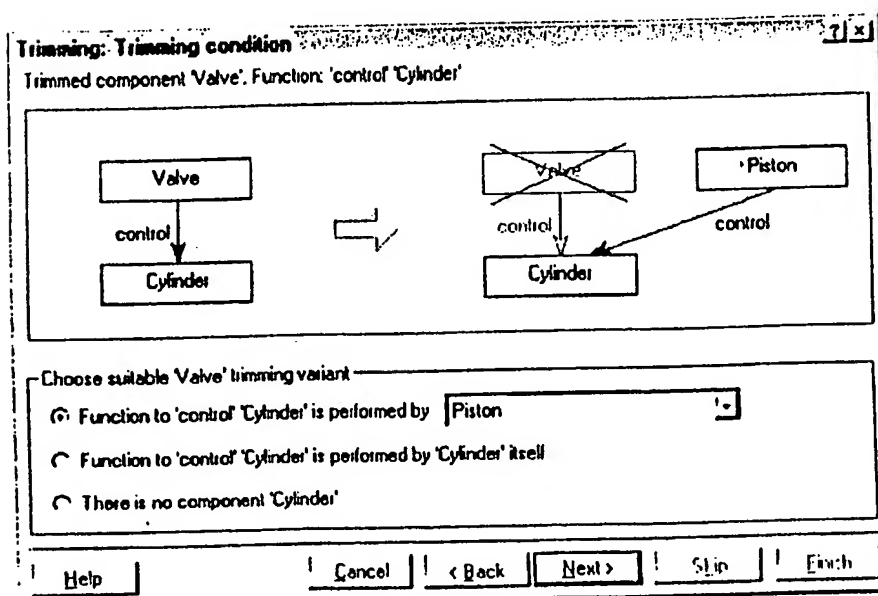 Trimming: Trimming condition
? ×
Trimmed component 'Valve'. Function: 'control' 'Cylinder'
Valve
control
Cylinder
Valve
Piston
control
control
Cylinder
Choose suitable 'Valve' trimming variant
Function to 'control' 'Cylinder' is performed by Piston
Function to 'control' 'Cylinder' is performed by 'Cylinder' itself
There is no component 'Cylinder'
Help Cancel < Back Next > Skip Finish